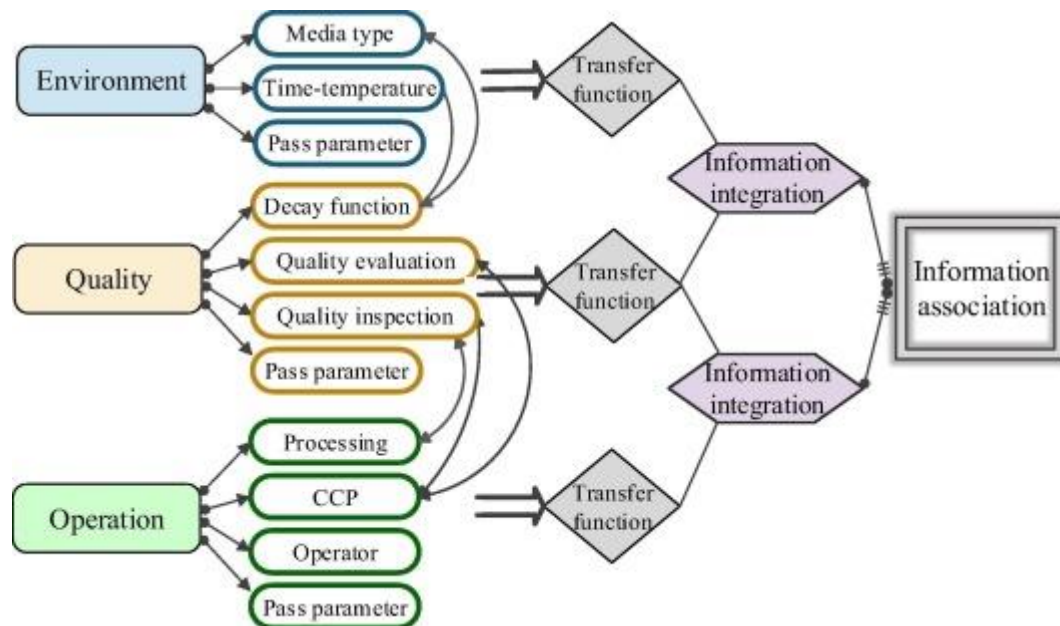 Environment
Media type
Time-temperature
Pass parameter
Transfer
function
Quality
Decay function
Quality evaluation
Quality inspection
Pass parameter
Transfer
function
Operation
Processing
CCP
Operator
Pass parameter
Transfer
function
Information
integration
Information
integration
Information
association